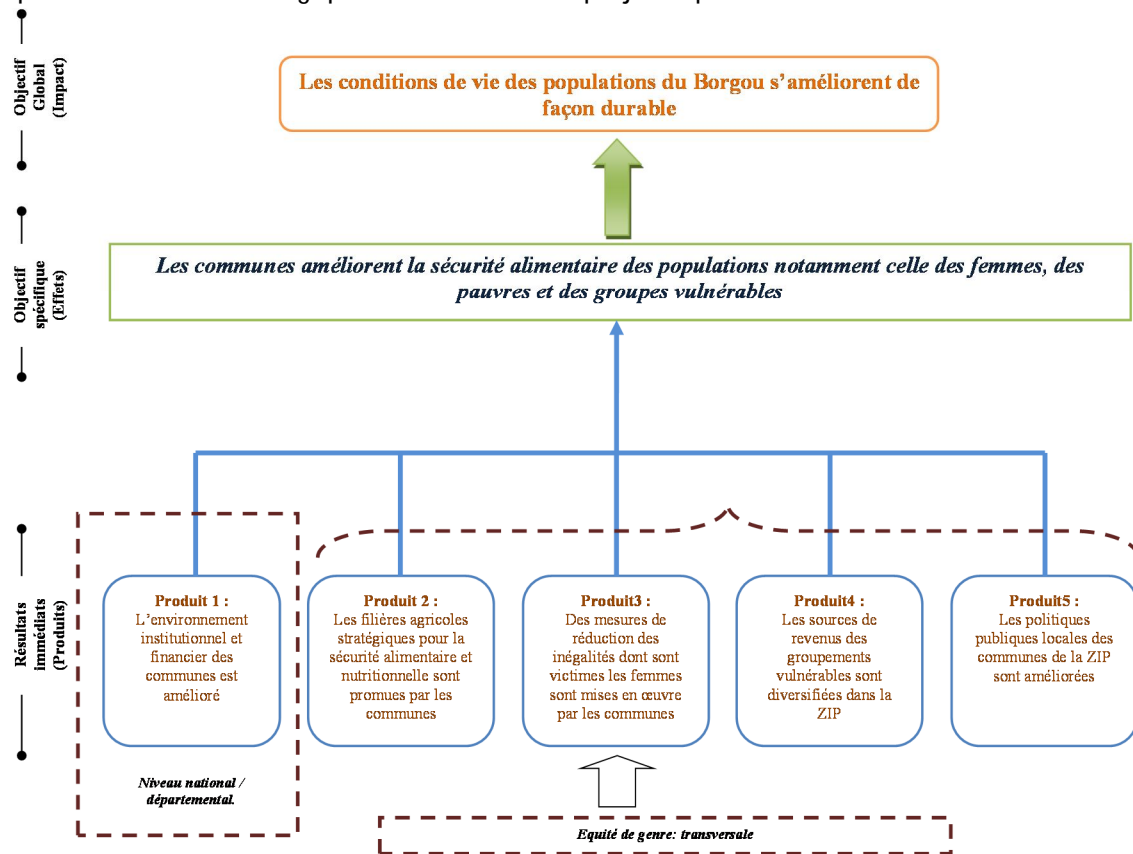 Objectif
Global
(Impact)
Les conditions de vie des populations du Borgou s'améliorent de
façon durable
Objectif
spécifique
(Effets)
Les communes améliorent la sécurité alimentaire des populations notamment celle des femmes, des
pauvres et des groupes vulnérables
Résultats
immédiats
(Produits)
Produit 1 :
L'environnement
institutionnel et
financier des
communes est
amélioré
Produit 2 :
Les filières agricoles
stratégiques pour la
sécurité alimentaire et
nutritionnelle sont
promues par les
communes
Produit3 :
Des mesures de
réduction des
inégalités dont sont
victimes les femmes
sont mises en œuvre
par les communes
Produit4 :
Les sources de
revenus des
groupements
vulnérables sont
diversifiées dans la
ZIP
Produit5 :
Les politiques
publiques locales des
communes de la ZIP
sont améliorées
Niveau national /
départemental.
Equité de genre: transversale